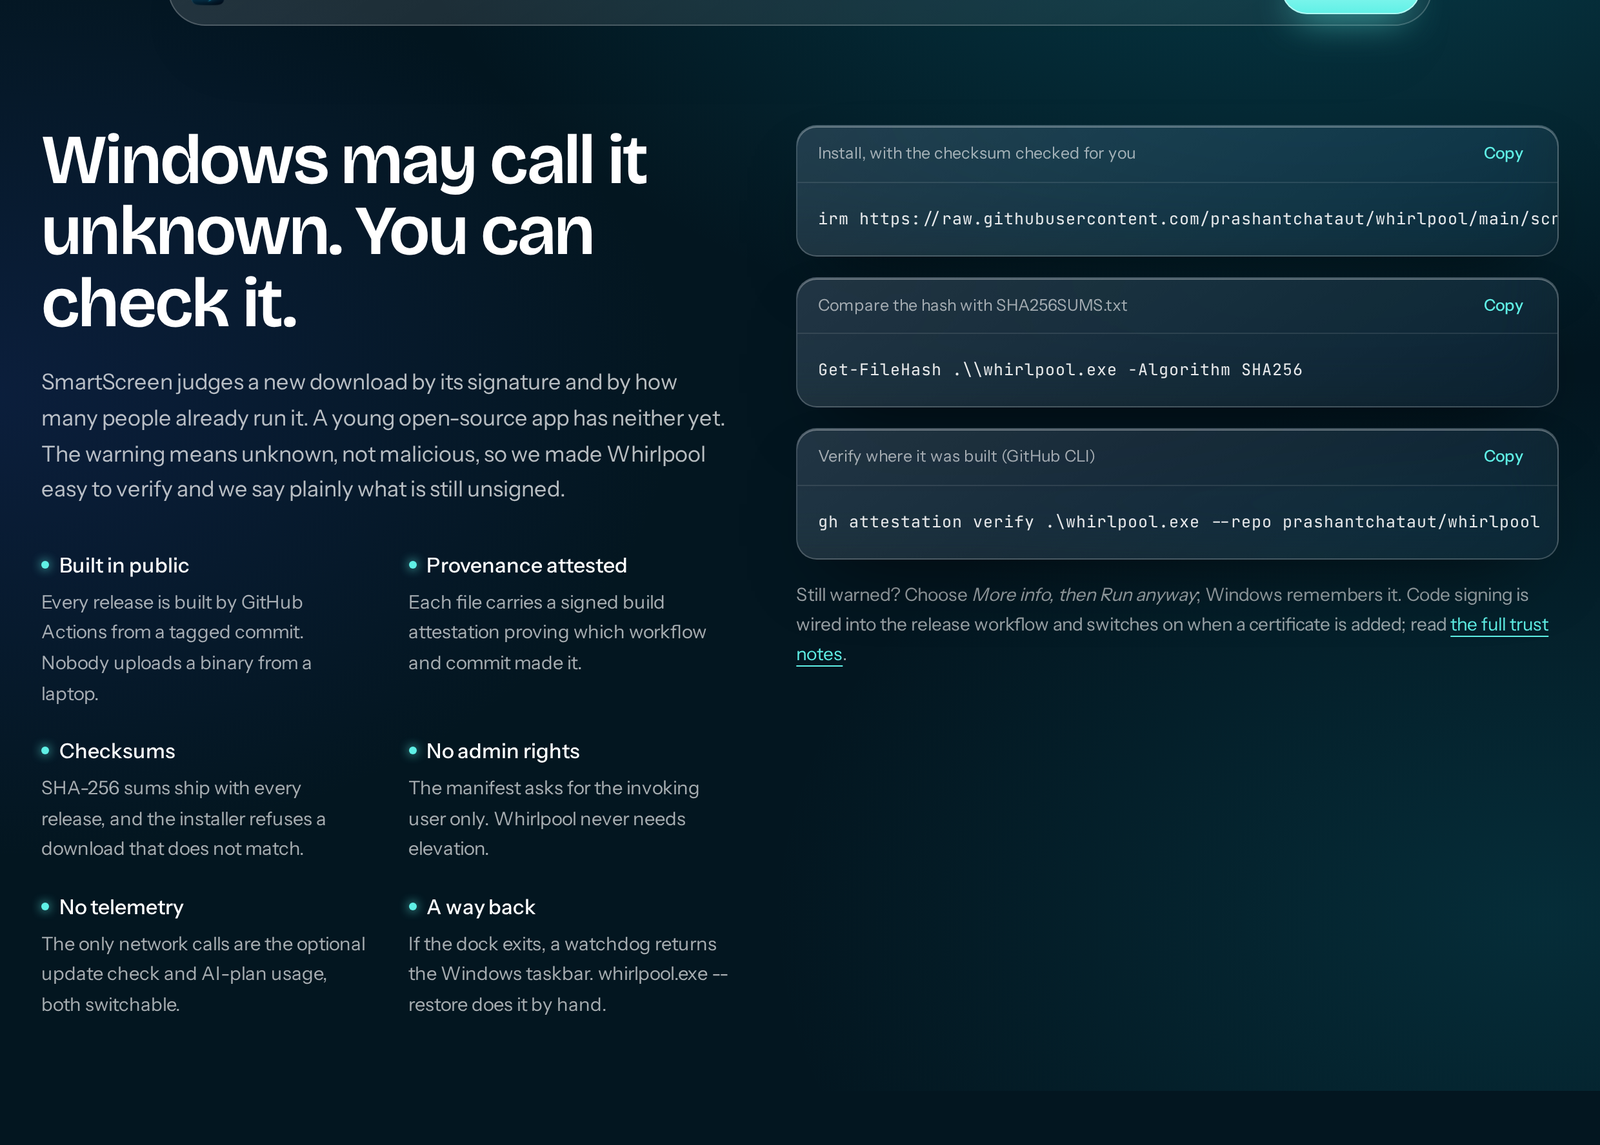 Windows may call it
unknown. You can
check it.
SmartScreen judges a new download by its signature and by how
many people already run it. A young open-source app has neither yet.
The warning means unknown, not malicious, so we made Whirlpool
easy to verify and we say plainly what is still unsigned.
Built in public
Every release is built by GitHub
Actions from a tagged commit.
Nobody uploads a binary from a
laptop.
Provenance attested
Each file carries a signed build
attestation proving which workflow
and commit made it.
Checksums
SHA-256 sums ship with every
release, and the installer refuses a
download that does not match.
No admin rights
The manifest asks for the invoking
user only. Whirlpool never needs
elevation.
No telemetry
The only network calls are the optional
update check and AI-plan usage,
both switchable.
A way back
If the dock exits, a watchdog returns
the Windows taskbar. whirlpool.exe --
restore does it by hand.
Install, with the checksum checked for you
Copy
irm https://raw.githubusercontent.com/prashantchataut/whirlpool/main/scr
Compare the hash with SHA256SUMS.txt
Copy
Get-FileHash .\\whirlpool.exe -Algorithm SHA256
Verify where it was built (GitHub CLI)
Copy
gh attestation verify .\whirlpool.exe --repo prashantchataut/whirlpool
Still warned? Choose More info, then Run anyway; Windows remembers it. Code signing is
wired into the release workflow and switches on when a certificate is added; read the full trust
notes.